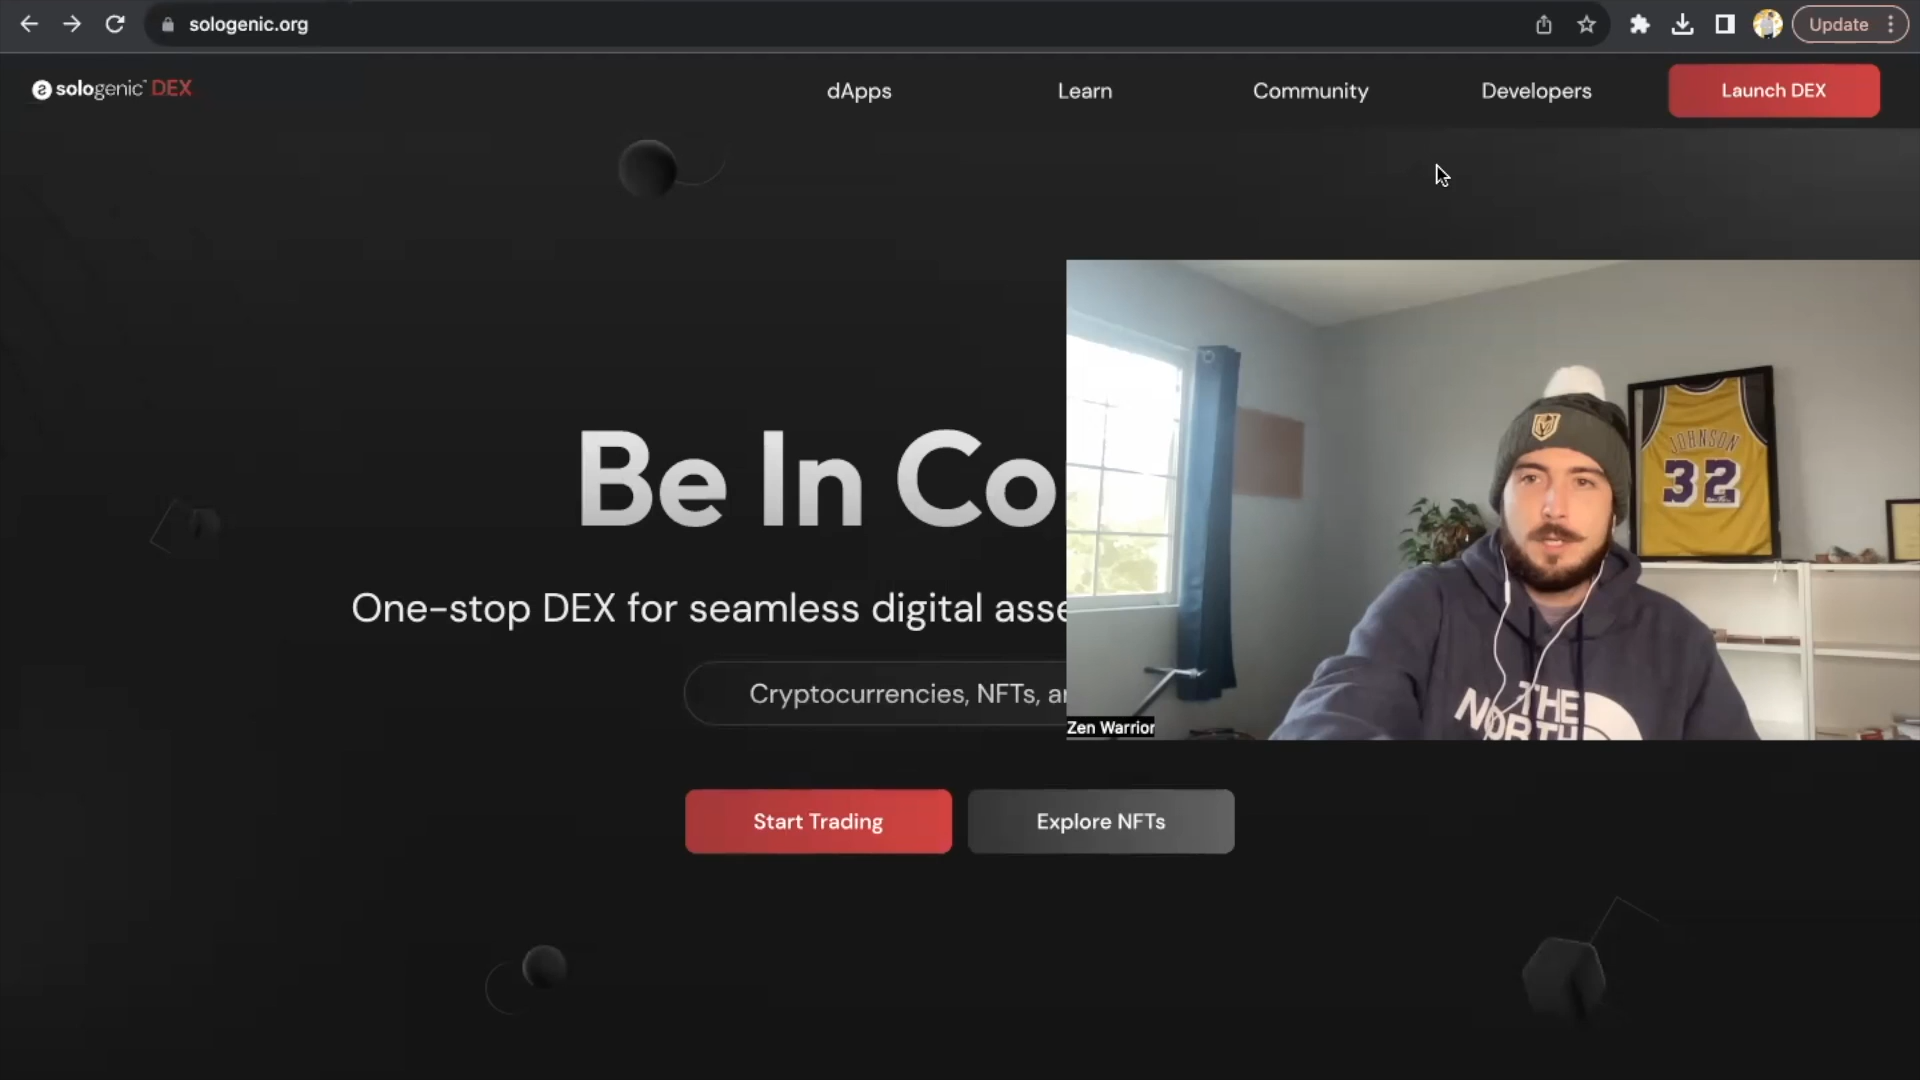 sologenic.org
Update
sologenic DEX
dApps
Learn
Community
Developers
Launch DEX
Be In Co
One-stop DEX for seamless digital asse
Cryptocurrencies, NFTs, a
JOHNSON
32
THE
NORTH
Zen Warrior
Start Trading
Explore NFTs